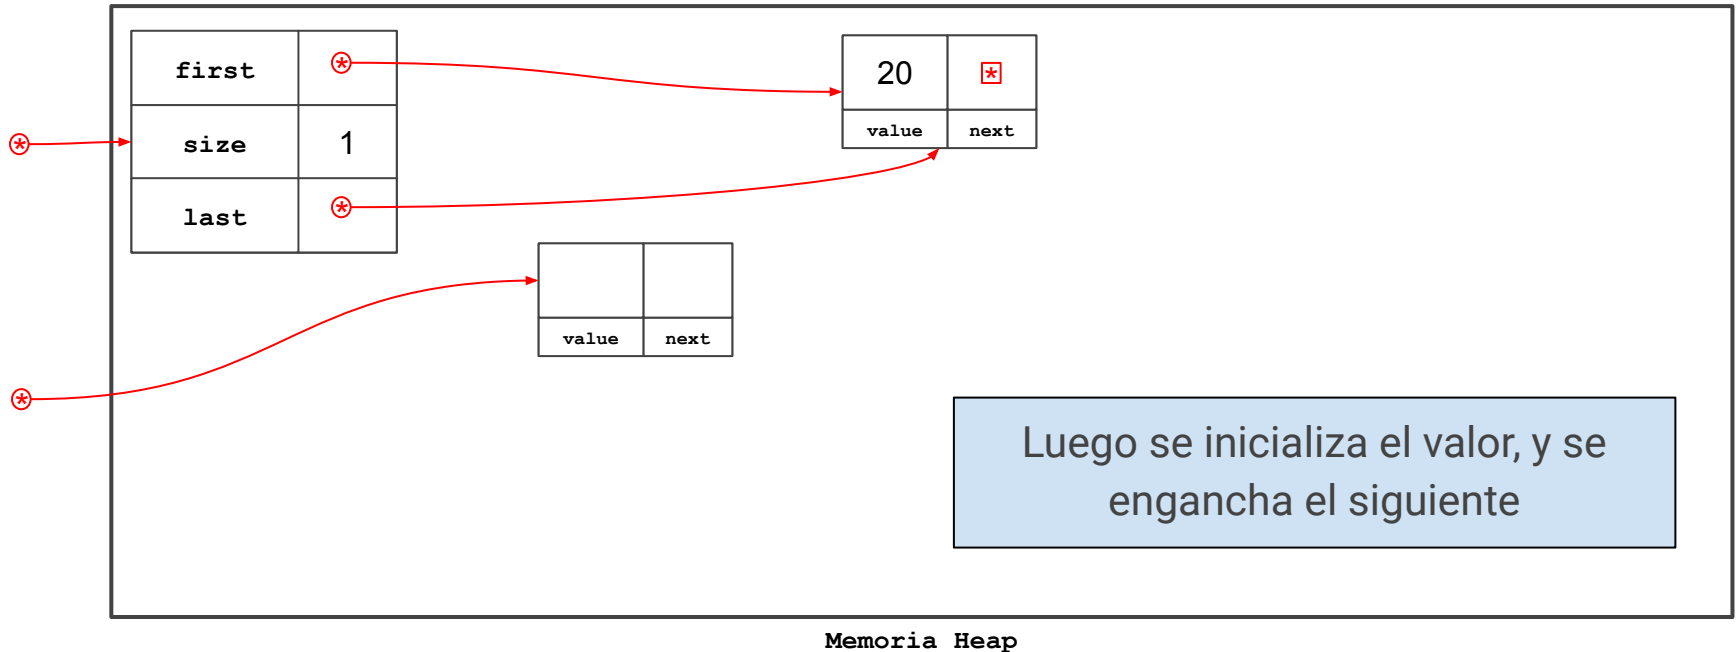 first
size 1
last
20
value next
value next
Luego se inicializa el valor, y se
engancha el siguiente
Memoria Heap